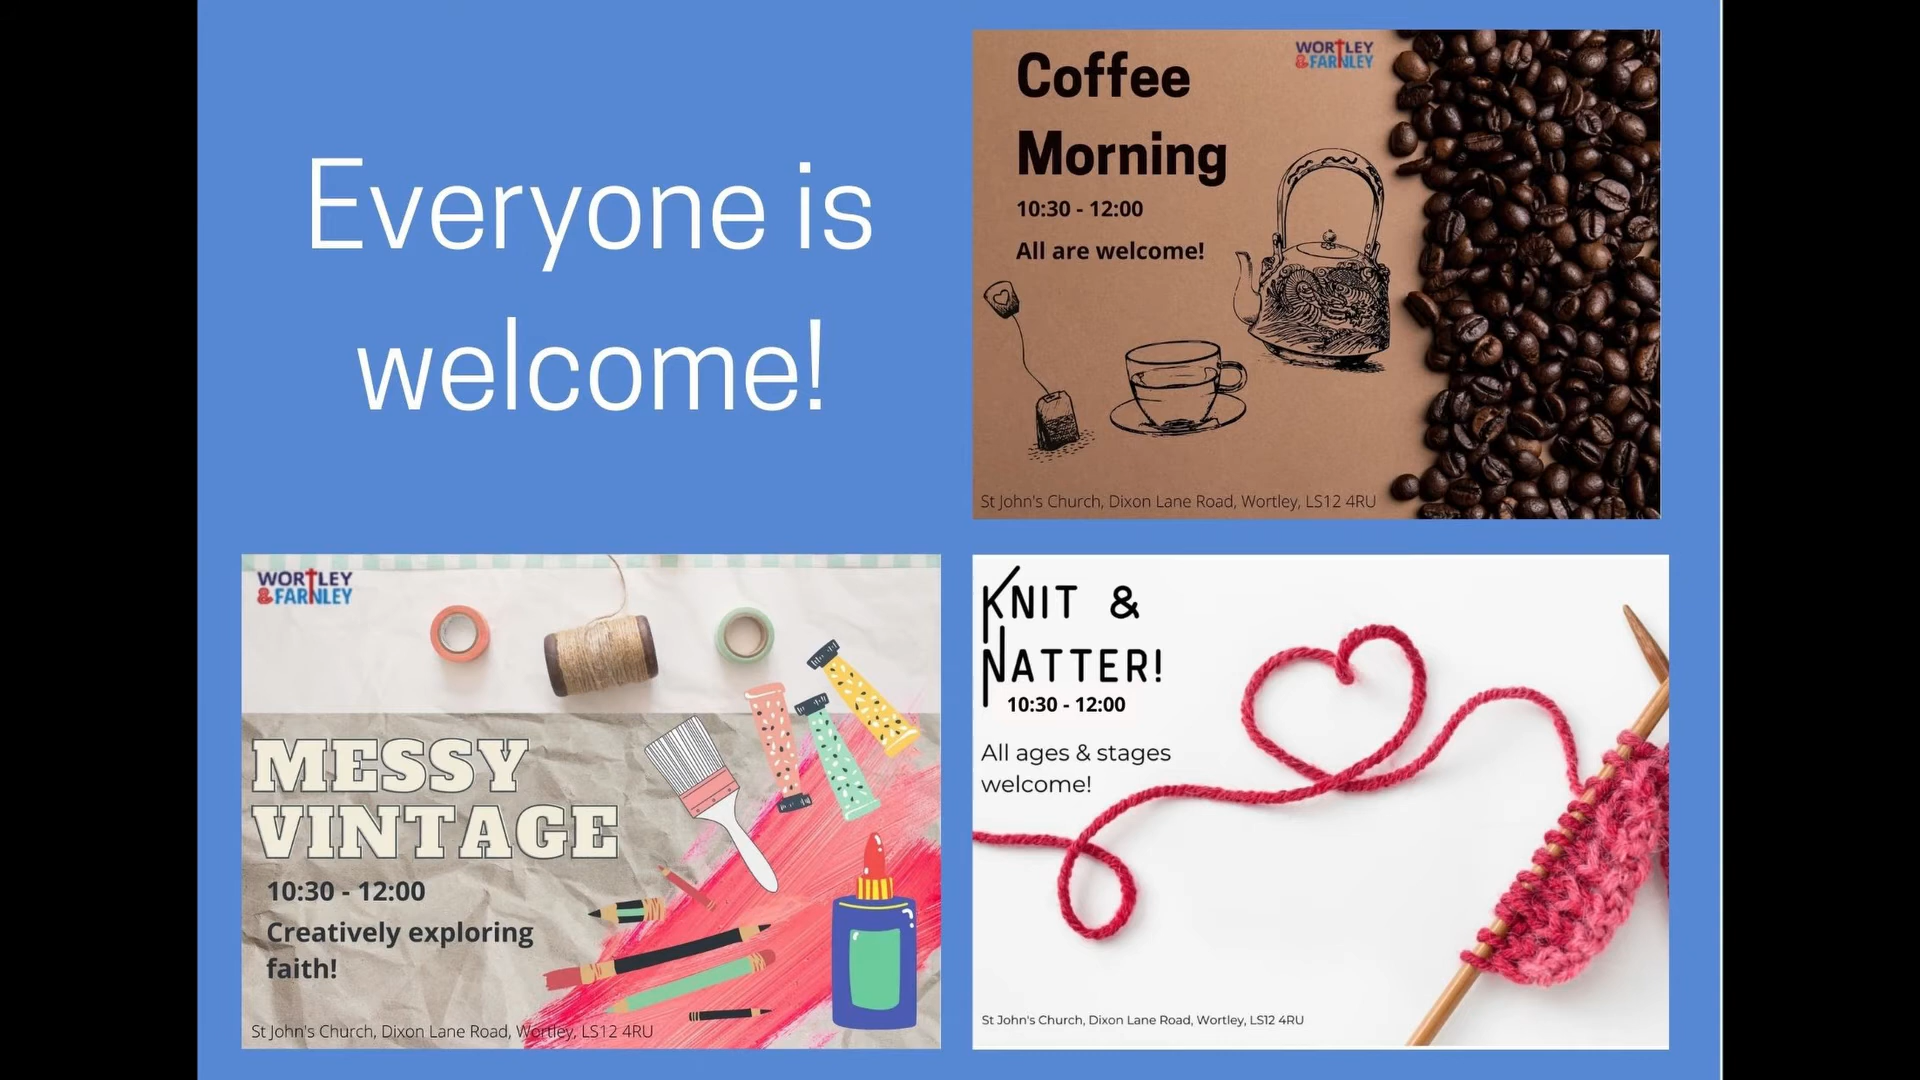 Everyone is
welcome!
Coffee
Morning
10:30 - 12:00
All are welcome!
WORTLEY
& FARNLEY
St John's Church, Dixon Lane Road, Wortley, LS12 4RU
WORTLEY
& FARNLEY
MESSY
VINTAGE
10:30 - 12:00
Creatively exploring
faith!
St John's Church, Dixon Lane Road, Wortley, LS12 4RU
KNIT &
NATTER!
10:30 - 12:00
All ages & stages
welcome!
St John's Church, Dixon Lane Road, Wortley, LS12 4RU